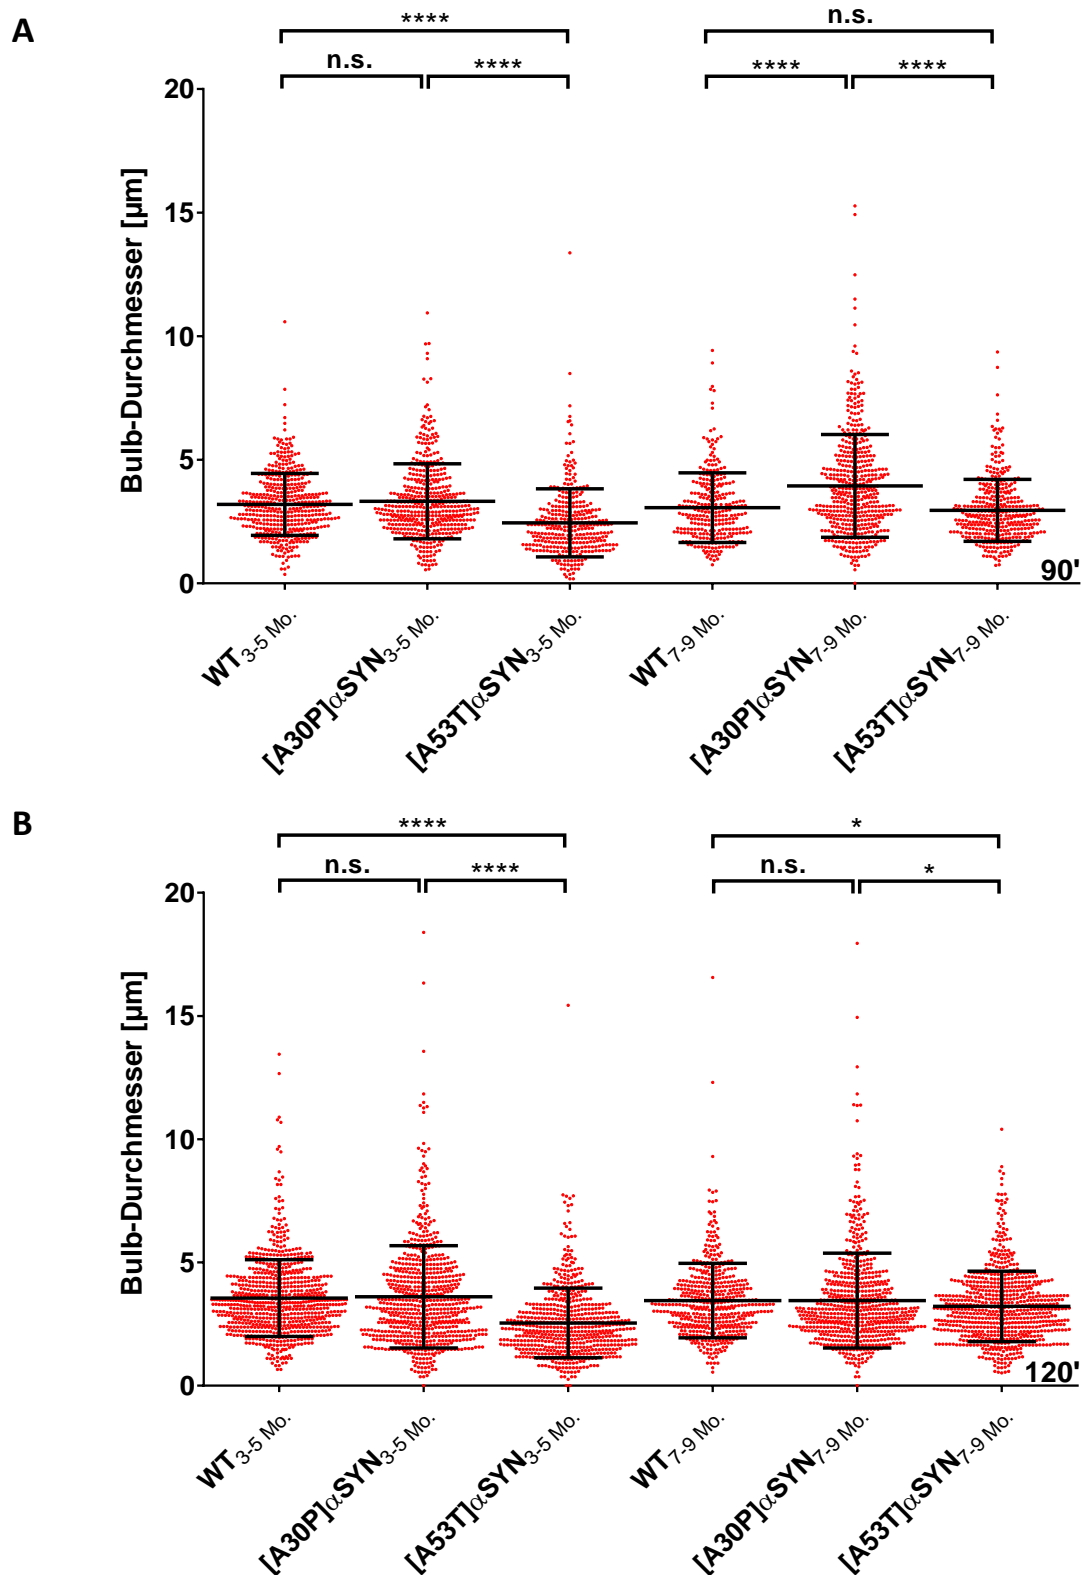 A
**** n.s.
n.s. **** **** ****
20
15
10
5
0
Bulb-Durchmesser [µm]
90'
WT3-5 Mo.
[A30P]αSYN3-5 Mo.
[A53T]αSYN3-5 Mo.
WT7-9 Mo.
[A30P]αSYN7-9 Mo.
[A53T]αSYN7-9 Mo.
B
**** *
n.s. **** n.s. *
20
15
10
5
0
Bulb-Durchmesser [µm]
120'
WT3-5 Mo.
[A30P]αSYN3-5 Mo.
[A53T]αSYN3-5 Mo.
WT7-9 Mo.
[A30P]αSYN7-9 Mo.
[A53T]αSYN7-9 Mo.